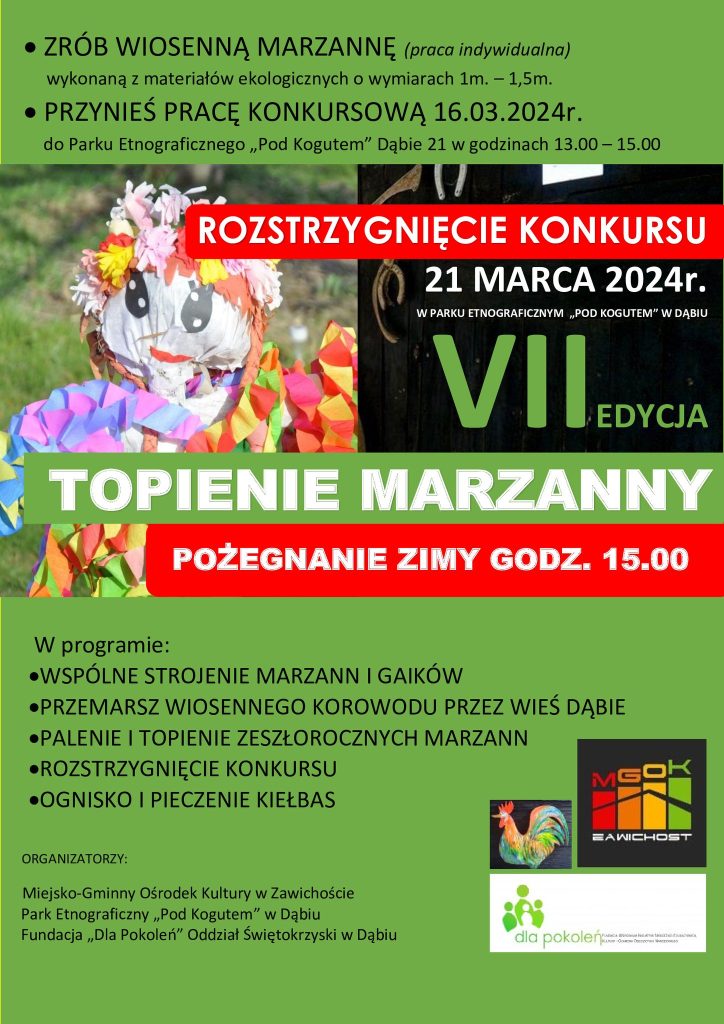 • ZRÓB WIOSENNĄ MARZANNĘ (praca indywidualna)
wykonaną z materiałów ekologicznych o wymiarach 1m. – 1,5m.
• PRZYNIEŚ PRACĘ KONKURSOWĄ 16.03.2024r.
do Parku Etnograficznego „Pod Kogutem” Dąbie 21 w godzinach 13.00 – 15.00
ROZSTRZYGNIĘCIE KONKURSU
21 MARCA 2024r.
W PARKU ETNOGRAFICZNYM „POD KOGUTEM” W DĄBIU
VII EDYCJA
TOPIENIE MARZANNY
POŻEGNANIE ZIMY GODZ. 15.00
W programie:
•WSPÓLNE STROJENIE MARZANN I GAIKÓW
•PRZEMARSZ WIOSENNEGO KOROWODU PRZEZ WIEŚ DĄBIE
•PALENIE I TOPIENIE ZESZŁOROCZNYCH MARZANN
•ROZSTRZYGNIĘCIE KONKURSU
•OGNISKO I PIECZENIE KIEŁBAS
MGOK
ZAWICHOST
ORGANIZATORZY:
Miejsko-Gminny Ośrodek Kultury w Zawichoście
Park Etnograficzny „Pod Kogutem” w Dąbiu
Fundacja „Dla Pokoleń” Oddział Świętokrzyski w Dąbiu
dla pokoleń